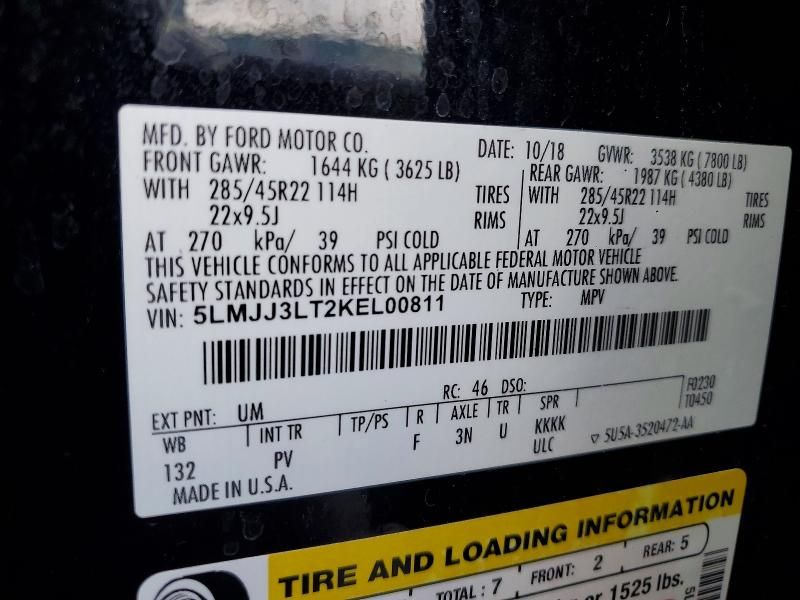 MFD. BY FORD MOTOR CO. DATE: 10/18 GVWR: 3538 KG ( 7800 LB)
FRONT GAWR: 1644 KG ( 3625 LB) REAR GAWR: 1987 KG ( 4380 LB)
WITH 285/45R22 114H TIRES WITH 285/45R22 114H TIRES
22x9.5J RIMS 22x9.5J RIMS
AT 270 kPa/ 39 PSI COLD AT 270 kPa/ 39 PSI COLD
THIS VEHICLE CONFORMS TO ALL APPLICABLE FEDERAL MOTOR VEHICLE
SAFETY STANDARDS IN EFFECT ON THE DATE OF MANUFACTURE SHOWN ABOVE.
VIN: 5LMJJ3LT2KEL00811 TYPE: MPV
EXT PNT: UM RC: 46 DSO: F0230
T0450
WB INT TR TP/PS R AXLE TR SPR
132 PV F 3N U KKKK
ULC ▽ 5U5A-3520472-AA
MADE IN U.S.A.
TIRE AND LOADING INFORMATION
TOTAL : 7 FRONT: 2 REAR: 5
or 1525 lbs.